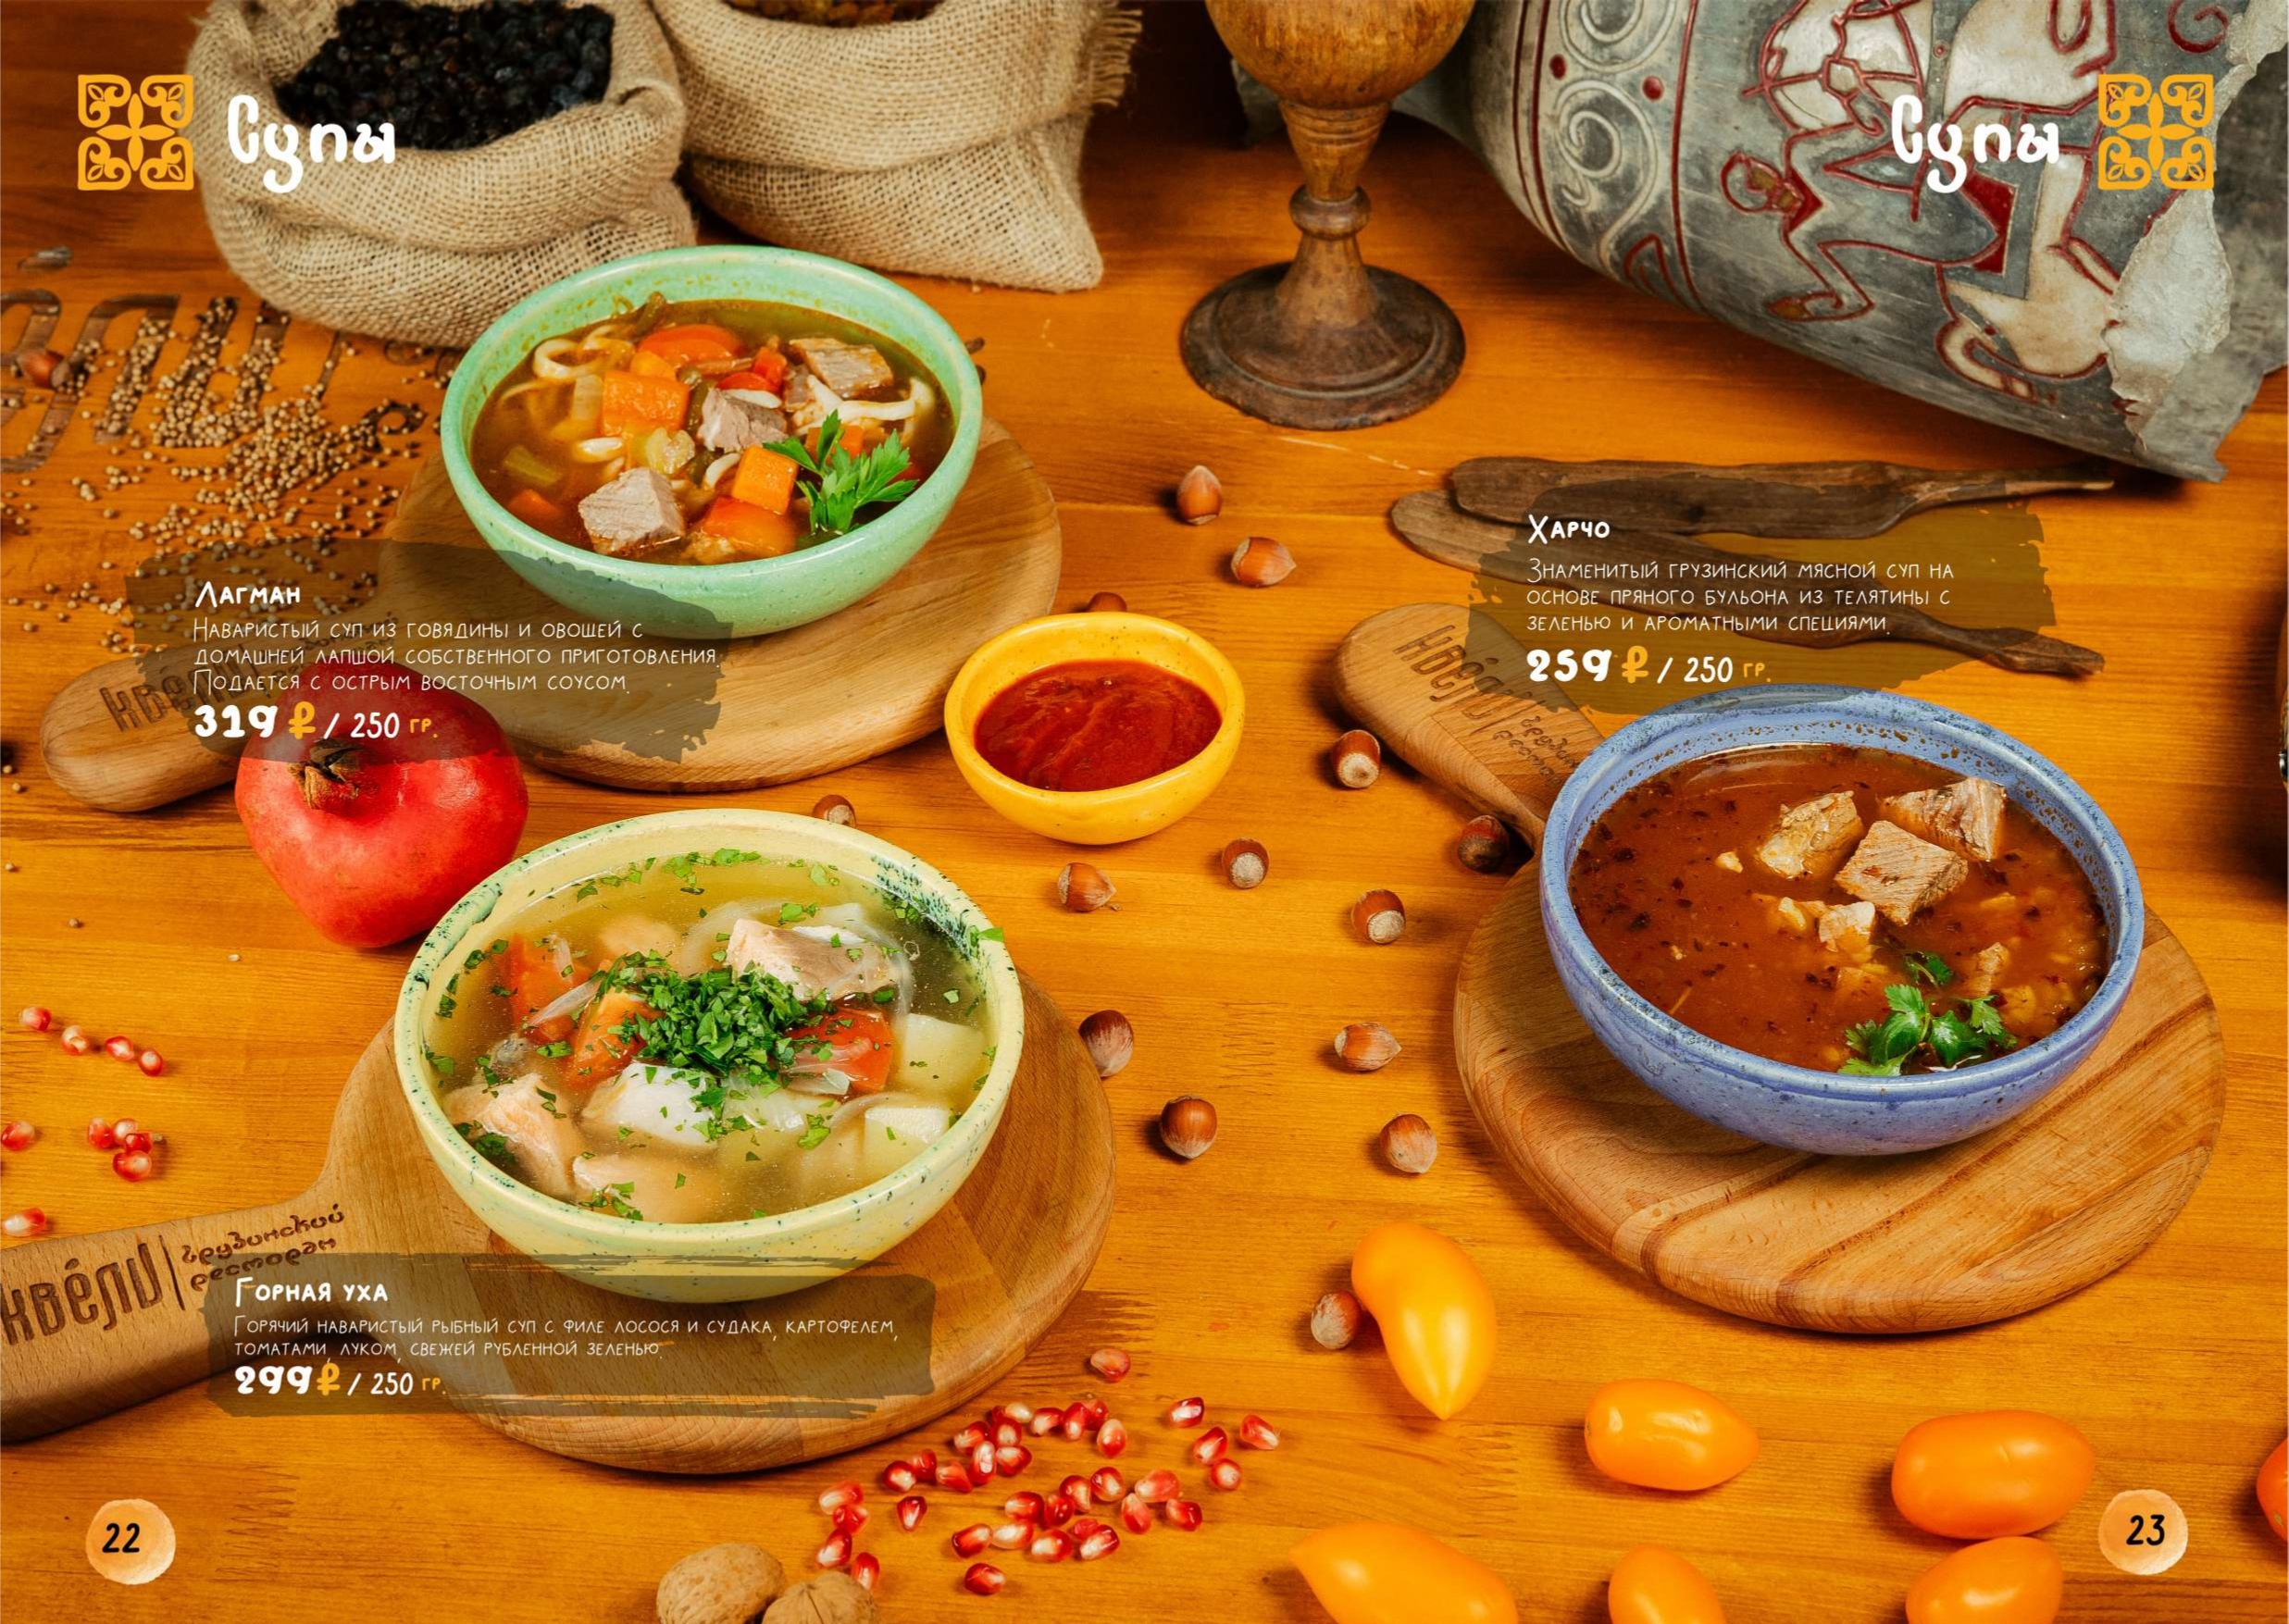 Супы
Супы
Лагман
Наваристый суп из говядины и овощей с
домашней лапшой собственного приготовления.
Подается с острым восточным соусом.
319 ₽ / 250 гр.
Харчо
Знаменитый грузинский мясной суп на
основе пряного бульона из телятины с
зеленью и ароматными специями.
259 ₽ / 250 гр.
квели
грузинский
Горная уха
Горячий наваристый рыбный суп с филе лосося и судака, картофелем,
томатами, луком, свежей рубленной зеленью.
299 ₽ / 250 гр.
квéли
грузинский
ресторан
22
23